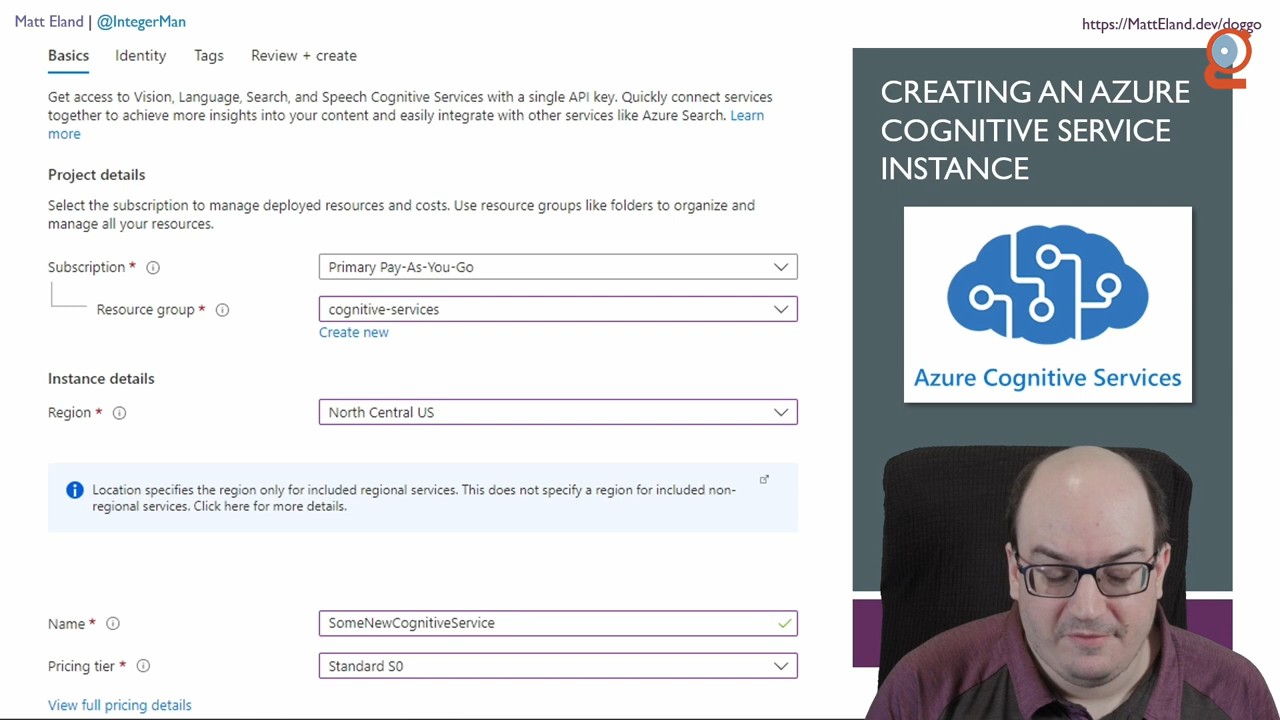 Matt Eland | @IntegerMan
https://MattEland.dev/doggo
Basics Identity Tags Review + create
Get access to Vision, Language, Search, and Speech Cognitive Services with a single API key. Quickly connect services
together to achieve more insights into your content and easily integrate with other services like Azure Search. Learn
more
Project details
Select the subscription to manage deployed resources and costs. Use resource groups like folders to organize and
manage all your resources.
Subscription * Primary Pay-As-You-Go
Resource group * cognitive-services
Create new
Instance details
Region * North Central US
Location specifies the region only for included regional services. This does not specify a region for included non-
regional services. Click here for more details.
Name * SomeNewCognitiveService
Pricing tier * Standard S0
View full pricing details
CREATING AN AZURE
COGNITIVE SERVICE
INSTANCE
Azure Cognitive Services